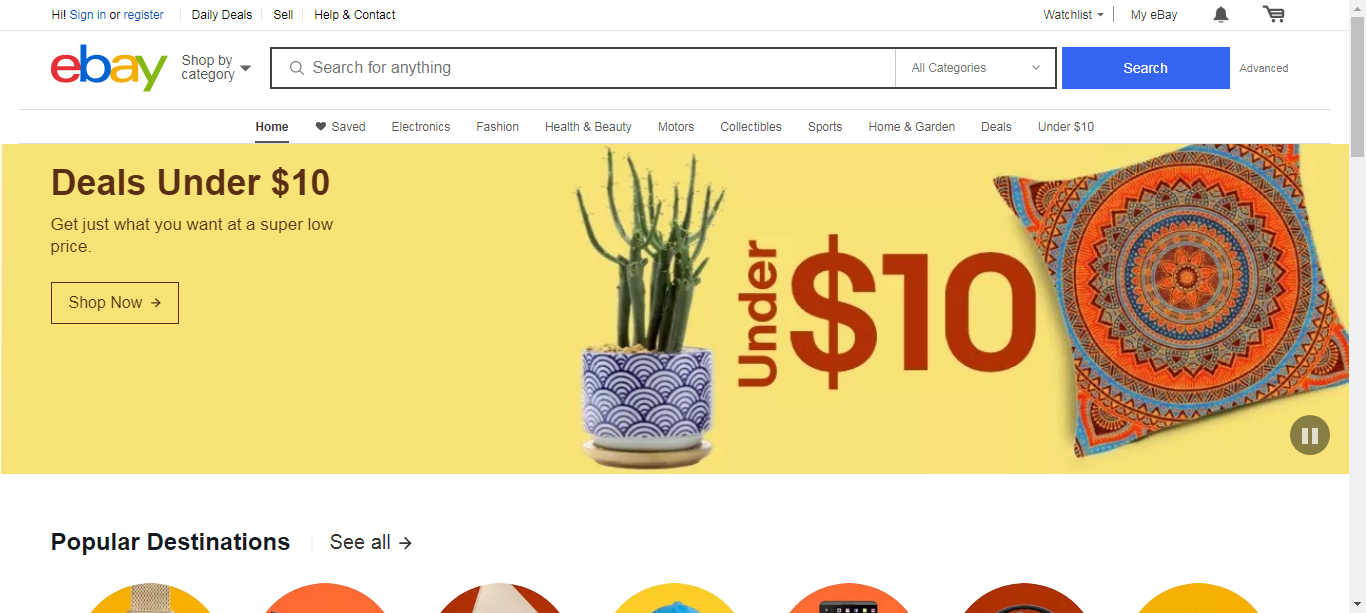 Hi! Sign in or register
Daily Deals
Sell
Help & Contact
Watchlist
My eBay
ebay
Shop by
category
Search for anything
All Categories
Search
Advanced
Home
Saved
Electronics
Fashion
Health & Beauty
Motors
Collectibles
Sports
Home & Garden
Deals
Under $10
Deals Under $10
Get just what you want at a super low
price.
Shop Now
Under
$10
Popular Destinations
See all